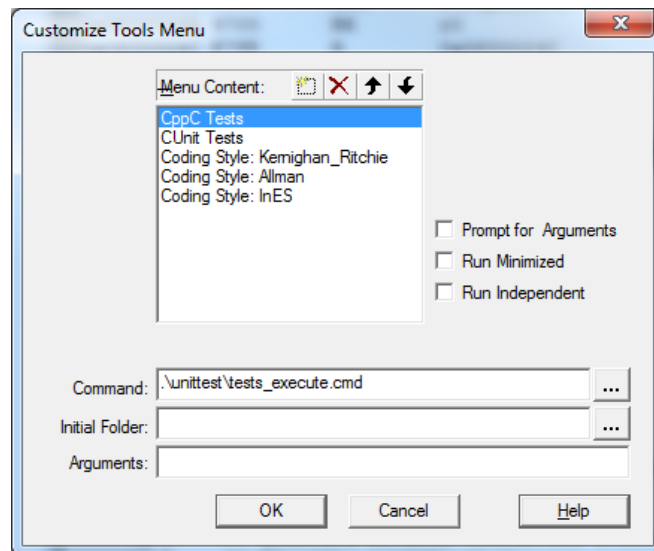 Customize Tools Menu
Menu Content:
CppC Tests
CUnit Tests
Coding Style: Kernighan_Ritchie
Coding Style: Allman
Coding Style: InES
Prompt for Arguments
Run Minimized
Run Independent
Command: .\unittest\tests_execute.cmd ...
Initial Folder: ...
Arguments:
OK Cancel Help